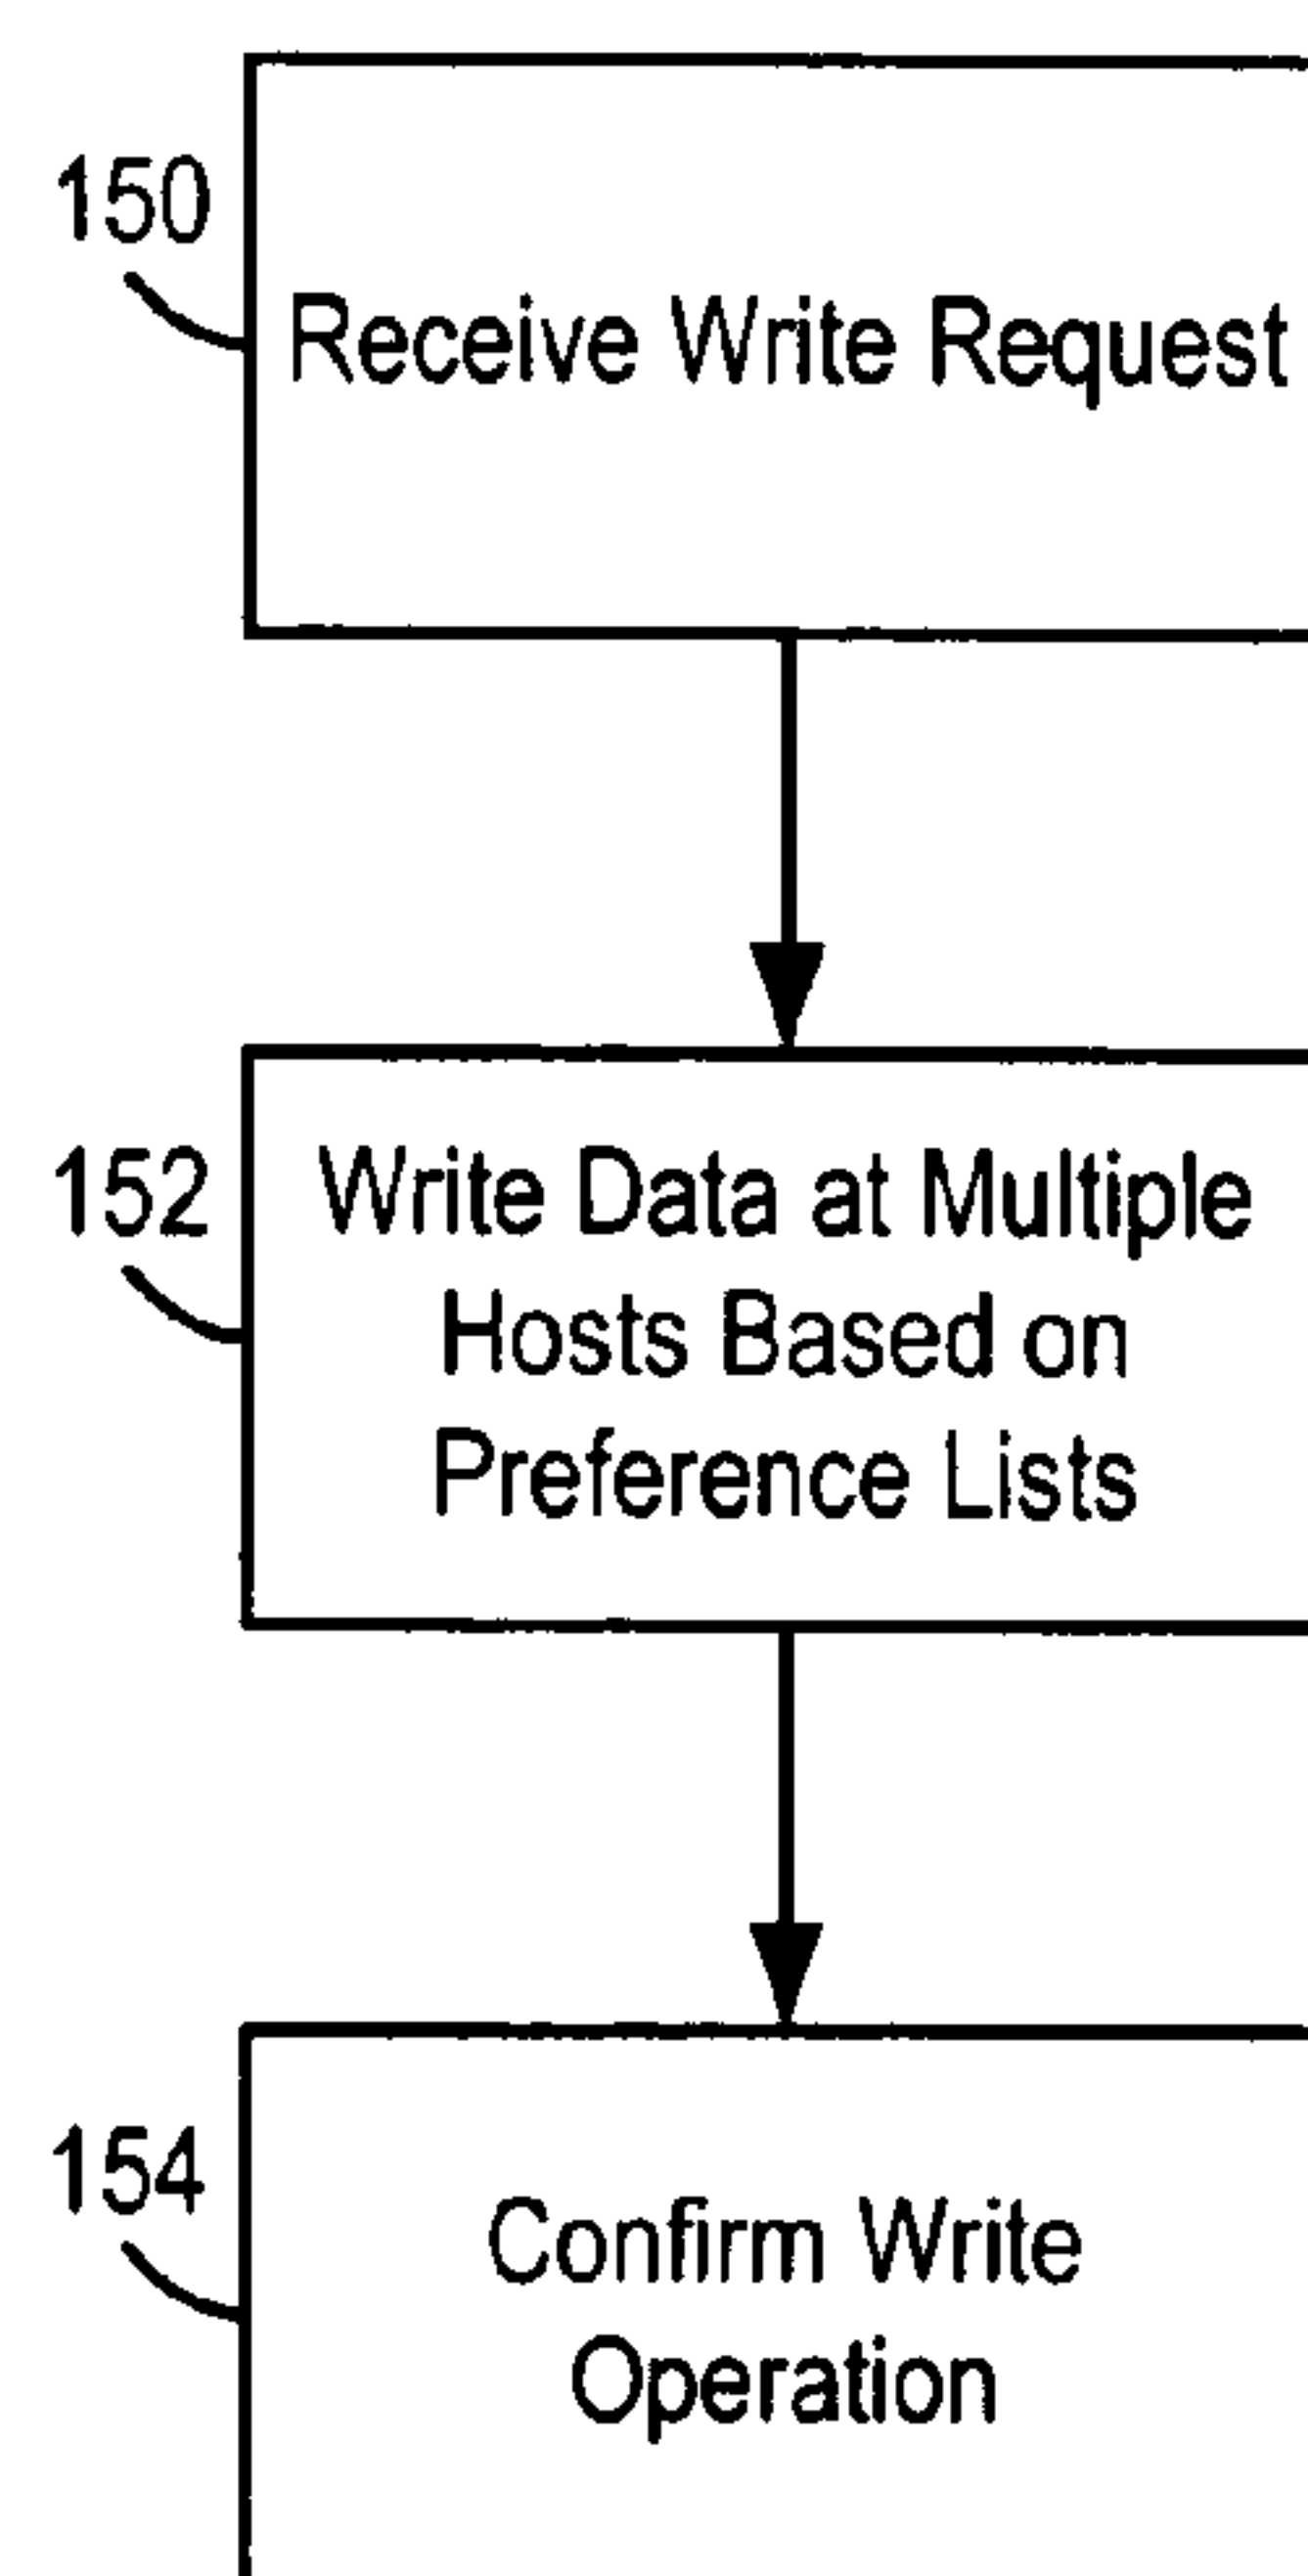 150
Receive Write Request
152
Write Data at Multiple
Hosts Based on
Preference Lists
154
Confirm Write
Operation